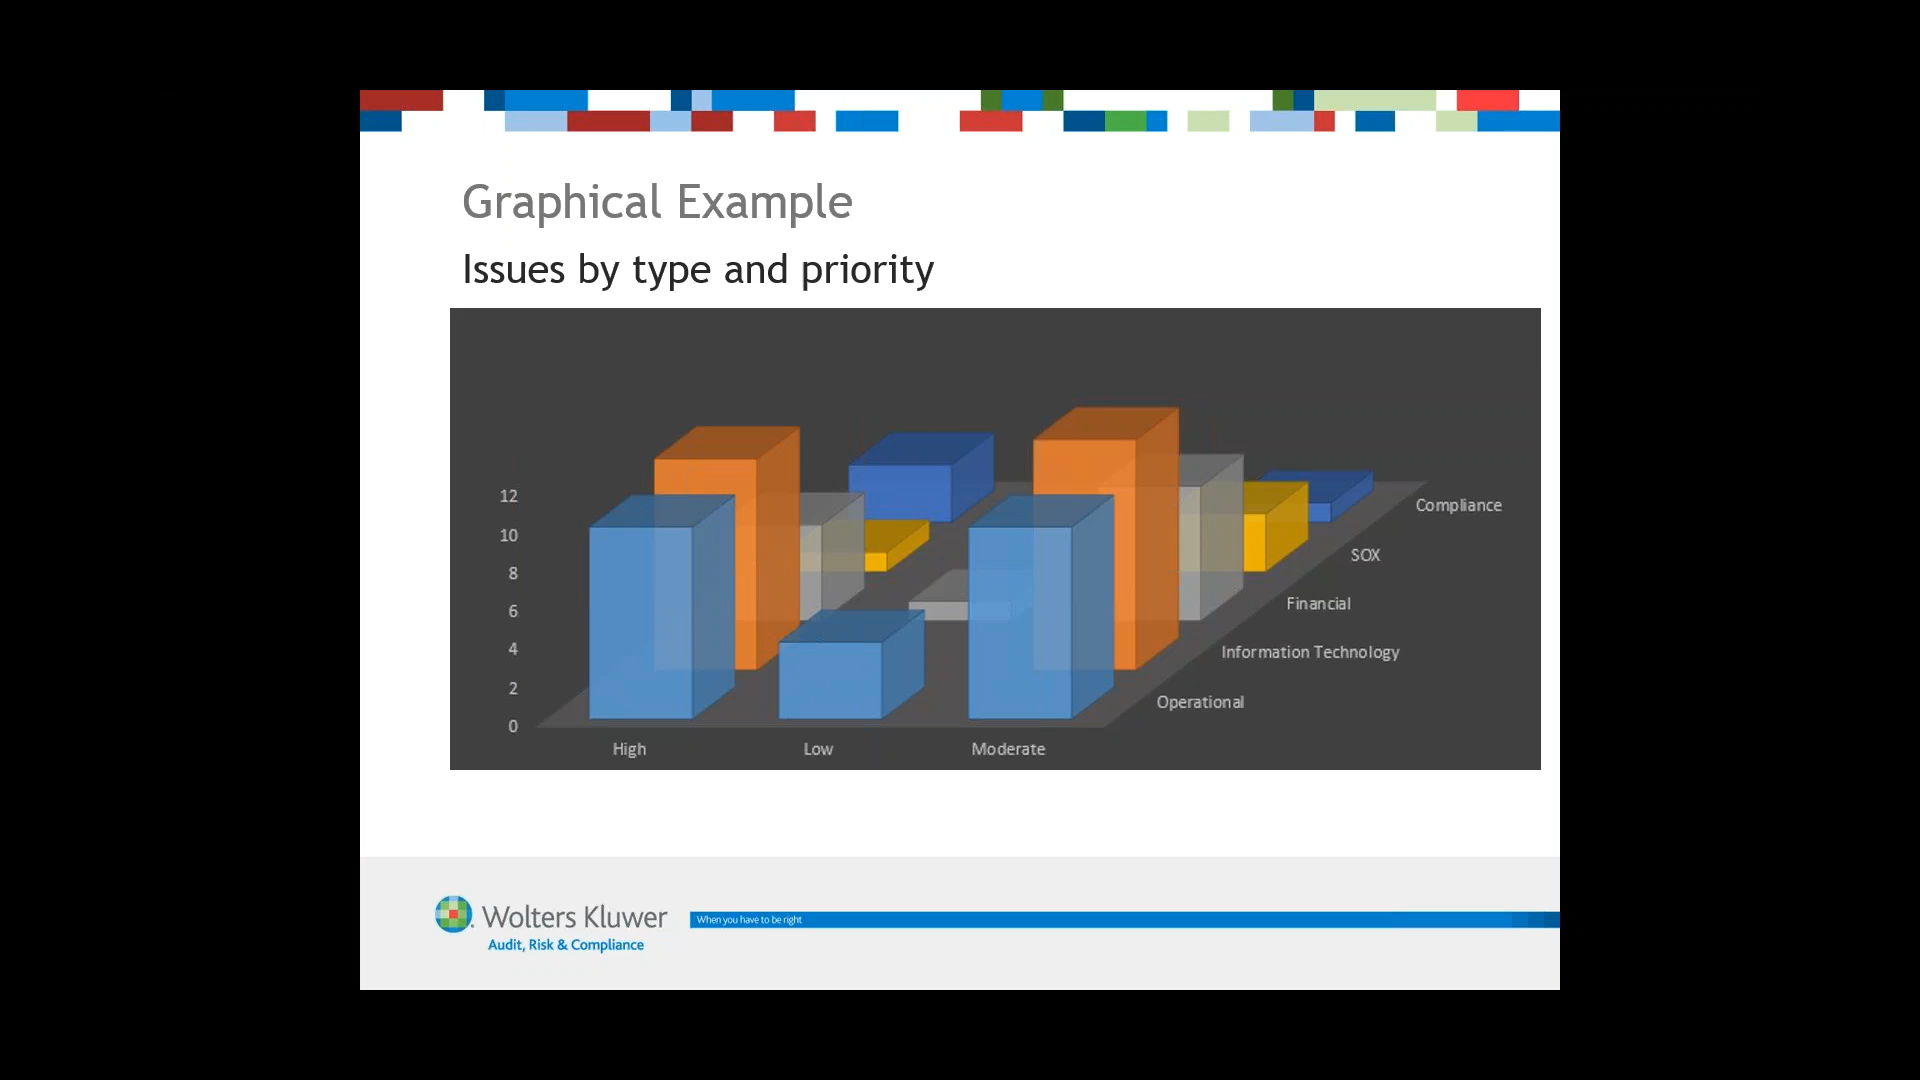 Graphical Example
Issues by type and priority
12
10
8
6
4
2
0
High
Low
Moderate
Compliance
SOX
Financial
Information Technology
Operational
Wolters Kluwer
Audit, Risk & Compliance
When you have to be right